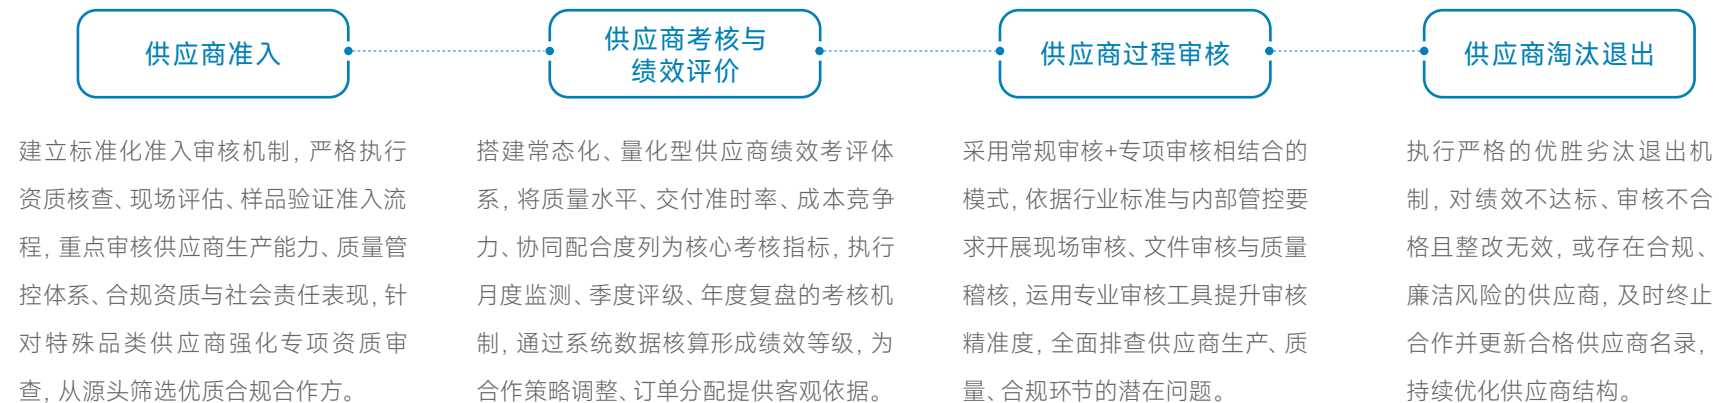 供应商准入
建立标准化准入审核机制，严格执行
资质核查、现场评估、样品验证准入流
程，重点审核供应商生产能力、质量管
控体系、合规资质与社会责任表现，针
对特殊品类供应商强化专项资质审
查，从源头筛选优质合规合作方。
供应商考核与
绩效评价
搭建常态化、量化型供应商绩效考评体
系，将质量水平、交付准时率、成本竞争
力、协同配合度列为核心考核指标，执行
月度监测、季度评级、年度复盘的考核机
制，通过系统数据核算形成绩效等级，为
合作策略调整、订单分配提供客观依据。
供应商过程审核
采用常规审核+专项审核相结合的
模式，依据行业标准与内部管控要
求开展现场审核、文件审核与质量
稽核，运用专业审核工具提升审核
精准度，全面排查供应商生产、质
量、合规环节的潜在问题。
供应商淘汰退出
执行严格的优胜劣汰退出机
制，对绩效不达标、审核不合
格且整改无效，或存在合规、
廉洁风险的供应商，及时终止
合作并更新合格供应商名录，
持续优化供应商结构。